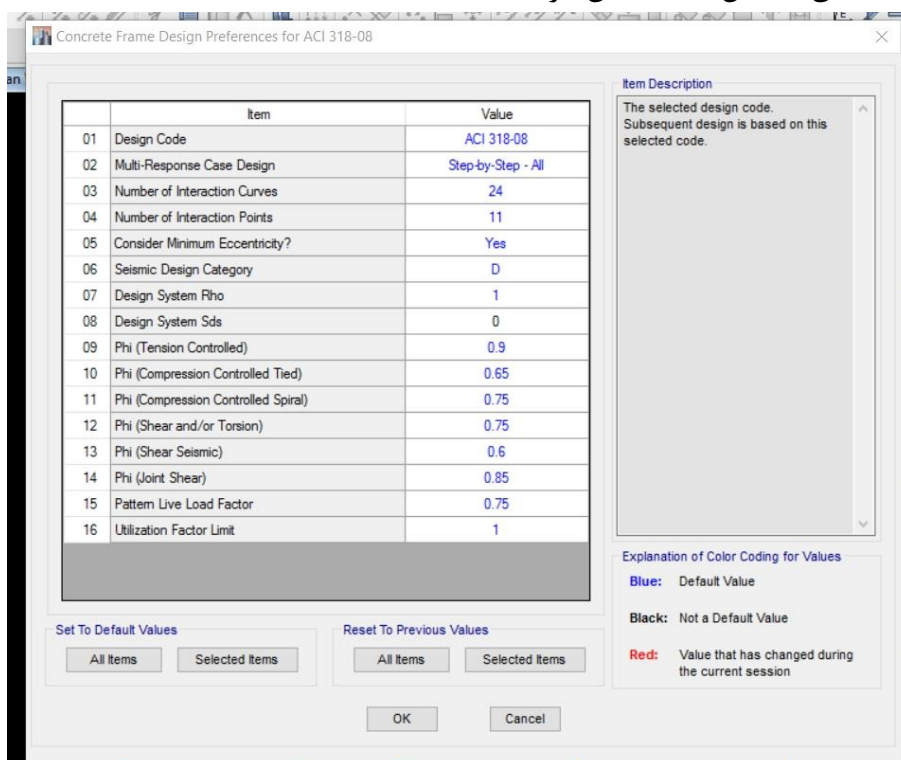 Concrete Frame Design Preferences for ACI 318-08
an
Item Value
01 Design Code ACI 318-08
02 Multi-Response Case Design Step-by-Step - All
03 Number of Interaction Curves 24
04 Number of Interaction Points 11
05 Consider Minimum Eccentricity? Yes
06 Seismic Design Category D
07 Design System Rho 1
08 Design System Sds 0
09 Phi (Tension Controlled) 0.9
10 Phi (Compression Controlled Tied) 0.65
11 Phi (Compression Controlled Spiral) 0.75
12 Phi (Shear and/or Torsion) 0.75
13 Phi (Shear Seismic) 0.6
14 Phi (Joint Shear) 0.85
15 Pattern Live Load Factor 0.75
16 Utilization Factor Limit 1
Set To Default Values
All Items Selected Items
Reset To Previous Values
All Items Selected Items
Item Description
The selected design code.
Subsequent design is based on this
selected code.
Explanation of Color Coding for Values
Blue: Default Value
Black: Not a Default Value
Red: Value that has changed during
the current session
OK Cancel